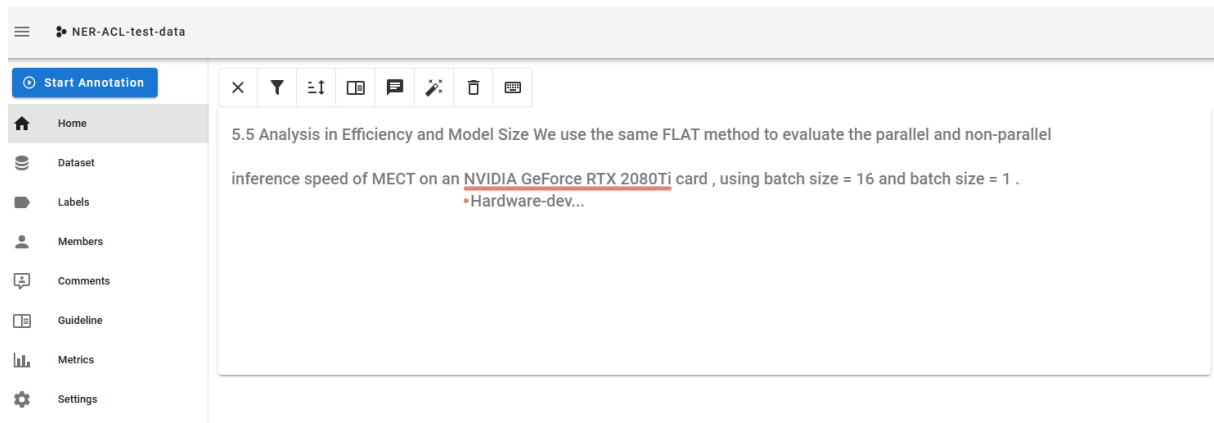 NER-ACL-test-data
Start Annotation
Home
Dataset
Labels
Members
Comments
Guideline
Metrics
Settings
5.5 Analysis in Efficiency and Model Size We use the same FLAT method to evaluate the parallel and non-parallel
inference speed of MECT on an NVIDIA GeForce RTX 2080Ti card , using batch size = 16 and batch size = 1 .
•Hardware-dev...